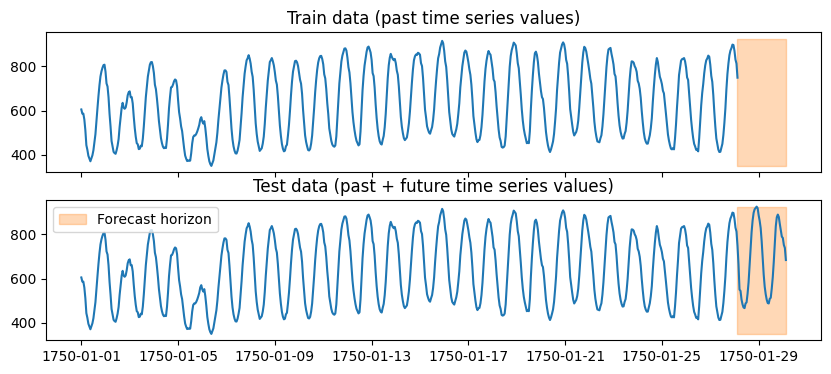 Train data (past time series values)
800
600
400
Test data (past + future time series values)
Forecast horizon
800
600
400
1750-01-01 1750-01-05 1750-01-09 1750-01-13 1750-01-17 1750-01-21 1750-01-25 1750-01-29